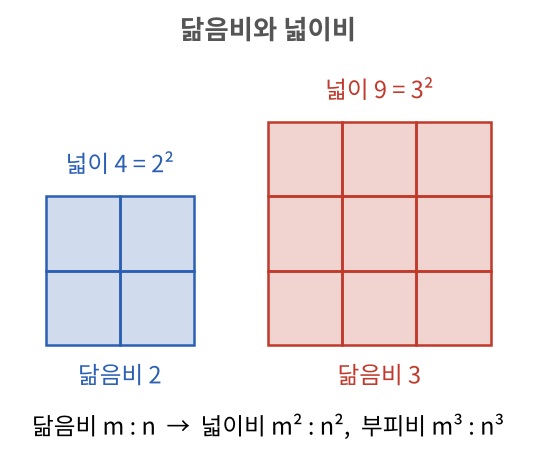 닮음비와 넓이비
넓이 9 = 3²
넓이 4 = 2²
닮음비 2
닮음비 3
닮음비 m : n → 넓이비 m² : n², 부피비 m³ : n³